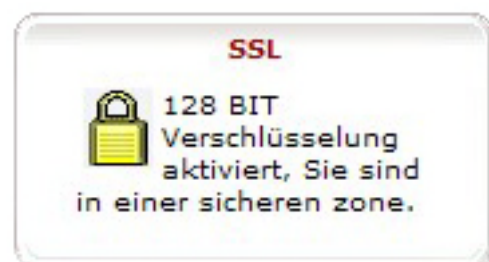 SSL
128 BIT
Verschlüsselung
aktiviert, Sie sind
in einer sicheren zone.